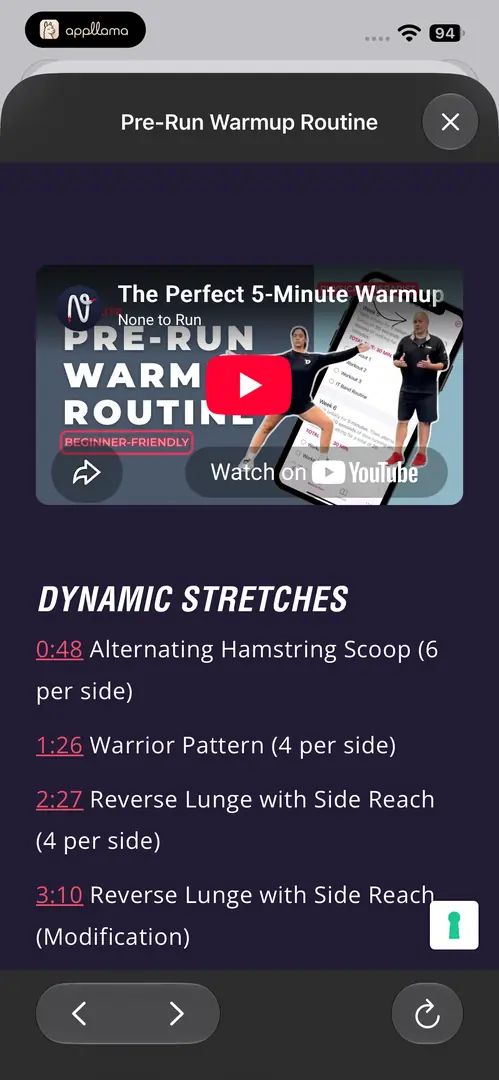 appllama
94
Pre-Run Warmup Routine
The Perfect 5-Minute Warmup
None to Run
PRE-RUN
WARM
ROUTINE
BEGINNER-FRIENDLY
Week 6
Watch on YouTube
DYNAMIC STRETCHES
0:48 Alternating Hamstring Scoop (6
per side)
1:26 Warrior Pattern (4 per side)
2:27 Reverse Lunge with Side Reach
(4 per side)
3:10 Reverse Lunge with Side Reach
(Modification)